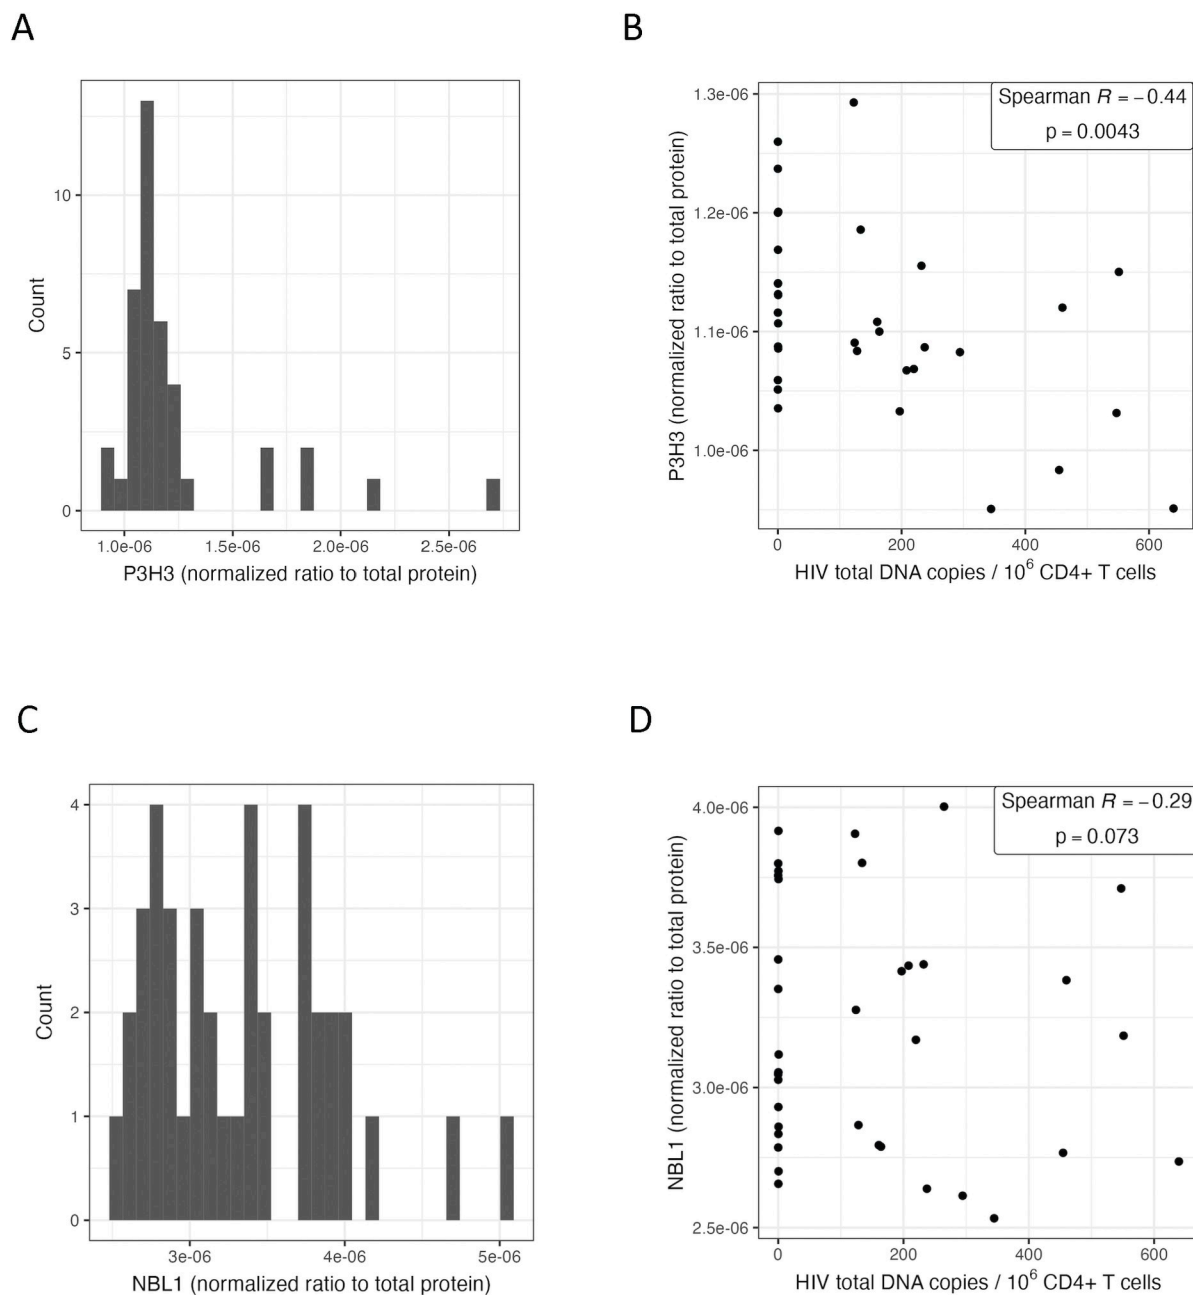 A
10
5
0
Count
1.0e-06 1.5e-06 2.0e-06 2.5e-06
P3H3 (normalized ratio to total protein)
B
Spearman R = −0.44
p = 0.0043
1.3e-06
1.2e-06
1.1e-06
1.0e-06
P3H3 (normalized ratio to total protein)
0 200 400 600
HIV total DNA copies / 10⁶ CD4+ T cells
C
4
3
2
1
0
Count
3e-06 4e-06 5e-06
NBL1 (normalized ratio to total protein)
D
Spearman R = −0.29
p = 0.073
4.0e-06
3.5e-06
3.0e-06
2.5e-06
NBL1 (normalized ratio to total protein)
0 200 400 600
HIV total DNA copies / 10⁶ CD4+ T cells